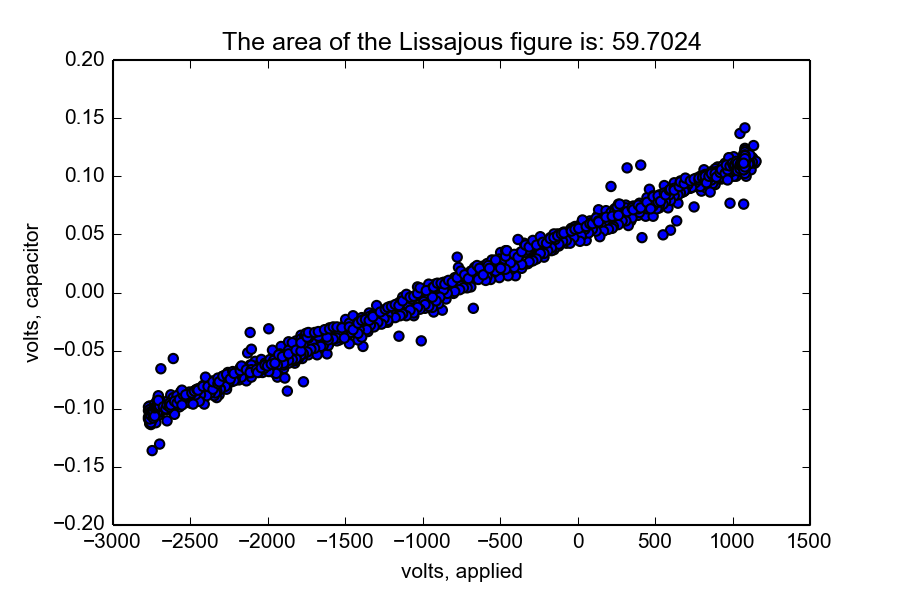 The area of the Lissajous figure is: 59.7024
0.20
0.15
0.10
0.05
0.00
−0.05
−0.10
−0.15
−0.20
volts, capacitor
−3000 −2500 −2000 −1500 −1000 −500 0 500 1000 1500
volts, applied